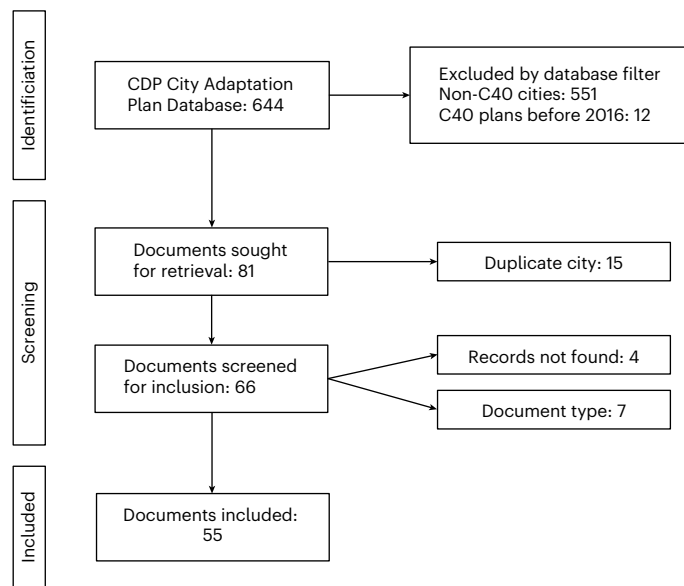 Identificiation
CDP City Adaptation
Plan Database: 644
Excluded by database filter
Non-C40 cities: 551
C40 plans before 2016: 12
Screening
Documents sought
for retrieval: 81
Duplicate city: 15
Documents screened
for inclusion: 66
Records not found: 4
Document type: 7
Included
Documents included:
55